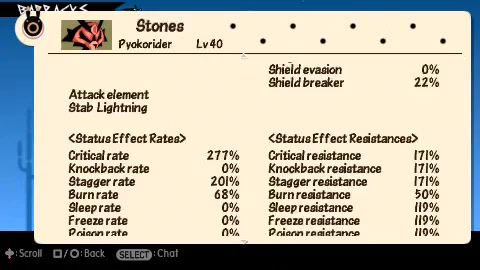 BARRACKS
Stones
Pyokorider Lv40
Shield evasion 0%
Shield breaker 22%
Attack element
Stab Lightning
<Status Effect Rates> <Status Effect Resistances>
Critical rate 277% Critical resistance 171%
Knockback rate 0% Knockback resistance 171%
Stagger rate 201% Stagger resistance 171%
Burn rate 68% Burn resistance 50%
Sleep rate 0% Sleep resistance 119%
Freeze rate 0% Freeze resistance 119%
Poison rate 0% Poison resistance 119%
:Scroll /:Back SELECT:Chat